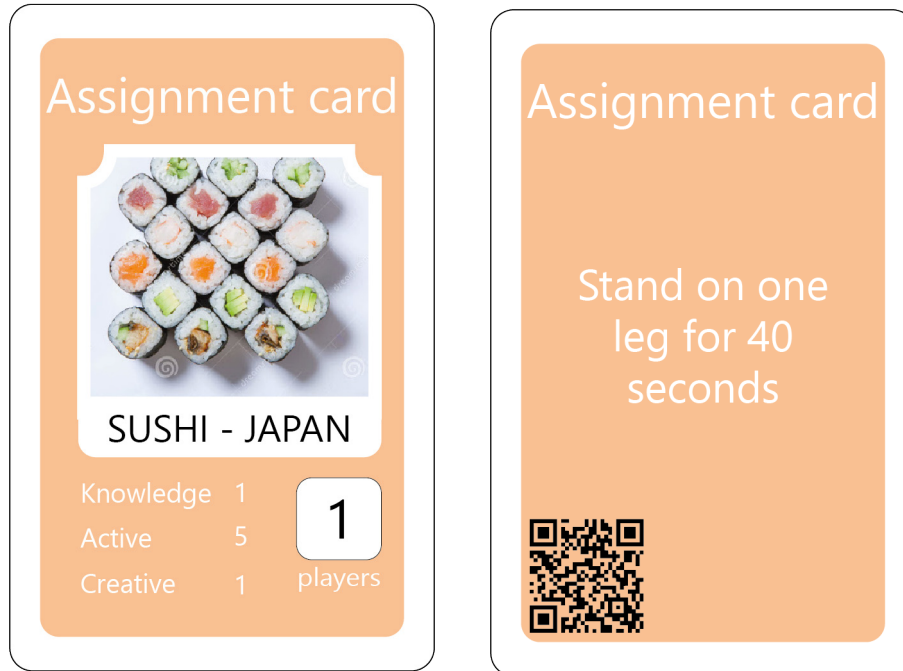 Assignment card
SUSHI - JAPAN
Knowledge 1
Active 5
Creative 1
1
players
Assignment card
Stand on one
leg for 40
seconds